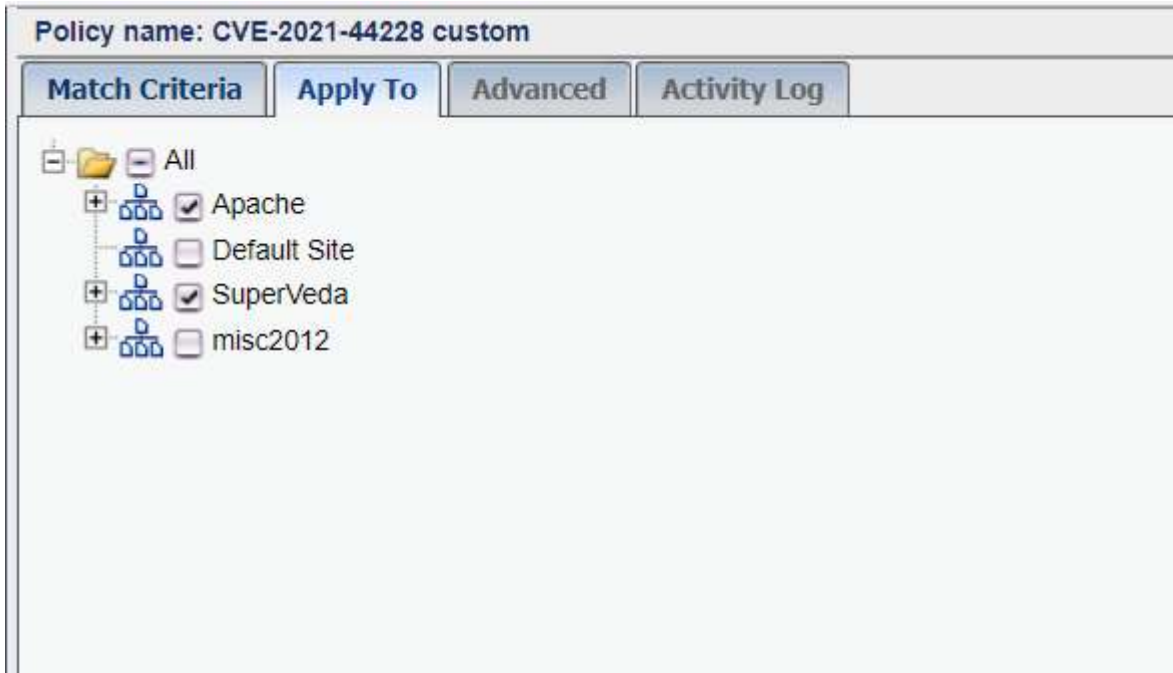 Policy name: CVE-2021-44228 custom
Match Criteria Apply To Advanced Activity Log
All
Apache
Default Site
SuperVeda
misc2012